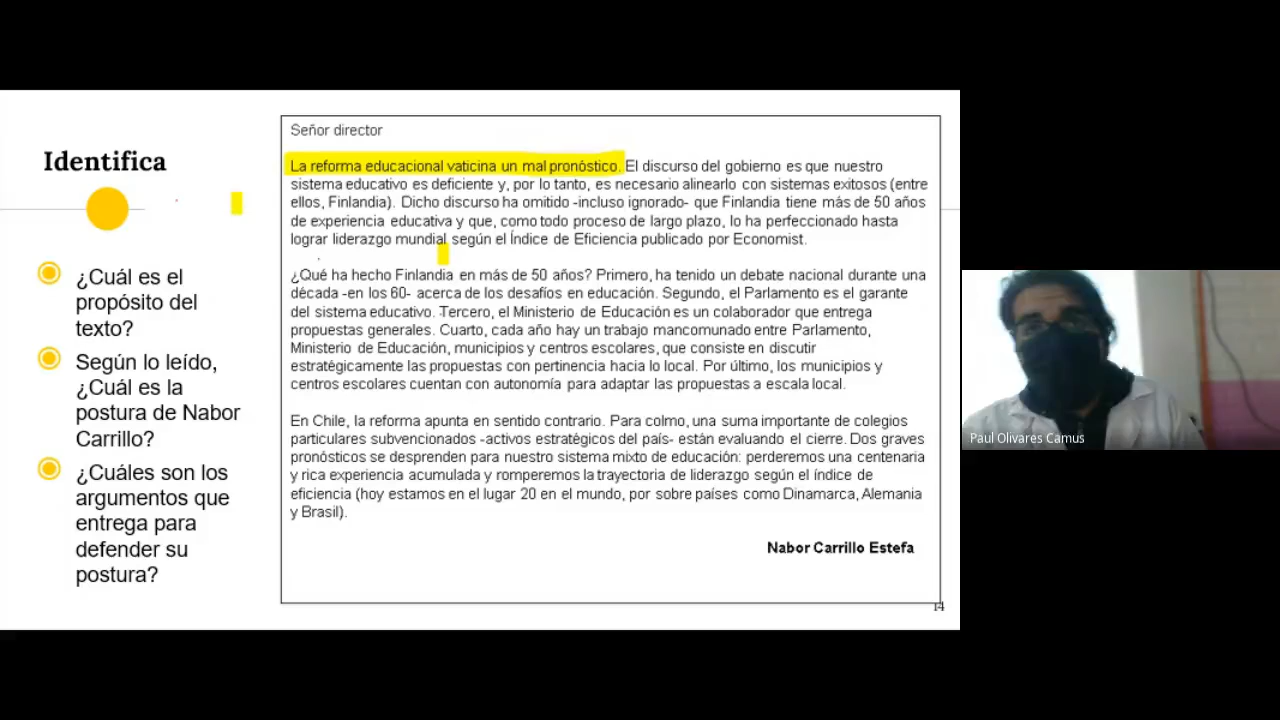 Identifica
¿Cuál es el
propósito del
texto?
Según lo leído,
¿Cuál es la
postura de Nabor
Carrillo?
¿Cuáles son los
argumentos que
entrega para
defender su
postura?
Señor director
La reforma educacional vaticina un mal pronóstico. El discurso del gobierno es que nuestro
sistema educativo es deficiente y, por lo tanto, es necesario alinearlo con sistemas exitosos (entre
ellos, Finlandia). Dicho discurso ha omitido -incluso ignorado- que Finlandia tiene más de 50 años
de experiencia educativa y que, como todo proceso de largo plazo, lo ha perfeccionado hasta
lograr liderazgo mundial según el Índice de Eficiencia publicado por Economist.
¿Qué ha hecho Finlandia en más de 50 años? Primero, ha tenido un debate nacional durante una
década -en los 60- acerca de los desafíos en educación. Segundo, el Parlamento es el garante
del sistema educativo. Tercero, el Ministerio de Educación es un colaborador que entrega
propuestas generales. Cuarto, cada año hay un trabajo mancomunado entre Parlamento,
Ministerio de Educación, municipios y centros escolares, que consiste en discutir
estratégicamente las propuestas con pertinencia hacia lo local. Por último, los municipios y
centros escolares cuentan con autonomía para adaptar las propuestas a escala local.
En Chile, la reforma apunta en sentido contrario. Para colmo, una suma importante de colegios
particulares subvencionados -activos estratégicos del país- están evaluando el cierre. Dos graves
pronósticos se desprenden para nuestro sistema mixto de educación: perderemos una centenaria
y rica experiencia acumulada y romperemos la trayectoria de liderazgo según el índice de
eficiencia (hoy estamos en el lugar 20 en el mundo, por sobre países como Dinamarca, Alemania
y Brasil).
Nabor Carrillo Estefa
14
Paul Olivares Camus